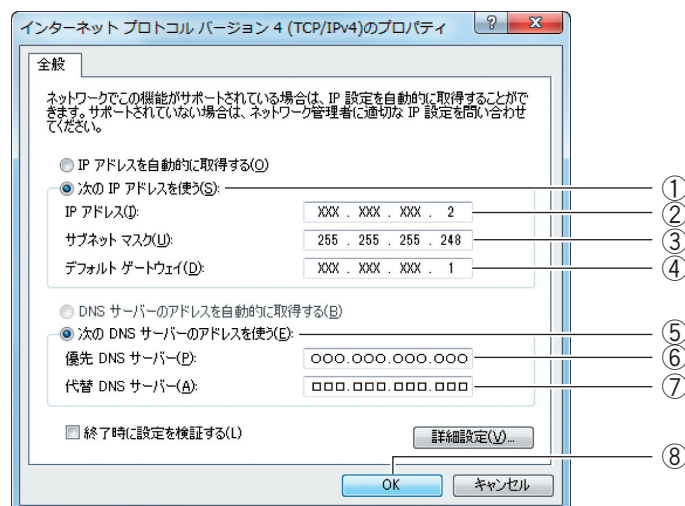 インターネット プロトコル バージョン 4 (TCP/IPv4)のプロパティ
?
X
全般
ネットワークでこの機能がサポートされている場合は、IP 設定を自動的に取得することがで
きます。サポートされていない場合は、ネットワーク管理者に適切な IP 設定を問い合わせ
てください。
IP アドレスを自動的に取得する(O)
次の IP アドレスを使う(S): ①
IP アドレス(I): XXX . XXX . XXX . 2 ②
サブネット マスク(U): 255 . 255 . 255 . 248 ③
デフォルト ゲートウェイ(D): XXX . XXX . XXX . 1 ④
DNS サーバーのアドレスを自動的に取得する(B)
次の DNS サーバーのアドレスを使う(E): ⑤
優先 DNS サーバー(P): ○○○.○○○.○○○.○○○ ⑥
代替 DNS サーバー(A): □□□.□□□.□□□.□□□ ⑦
終了時に設定を検証する(L)
詳細設定(V)...
⑧
OK
キャンセル